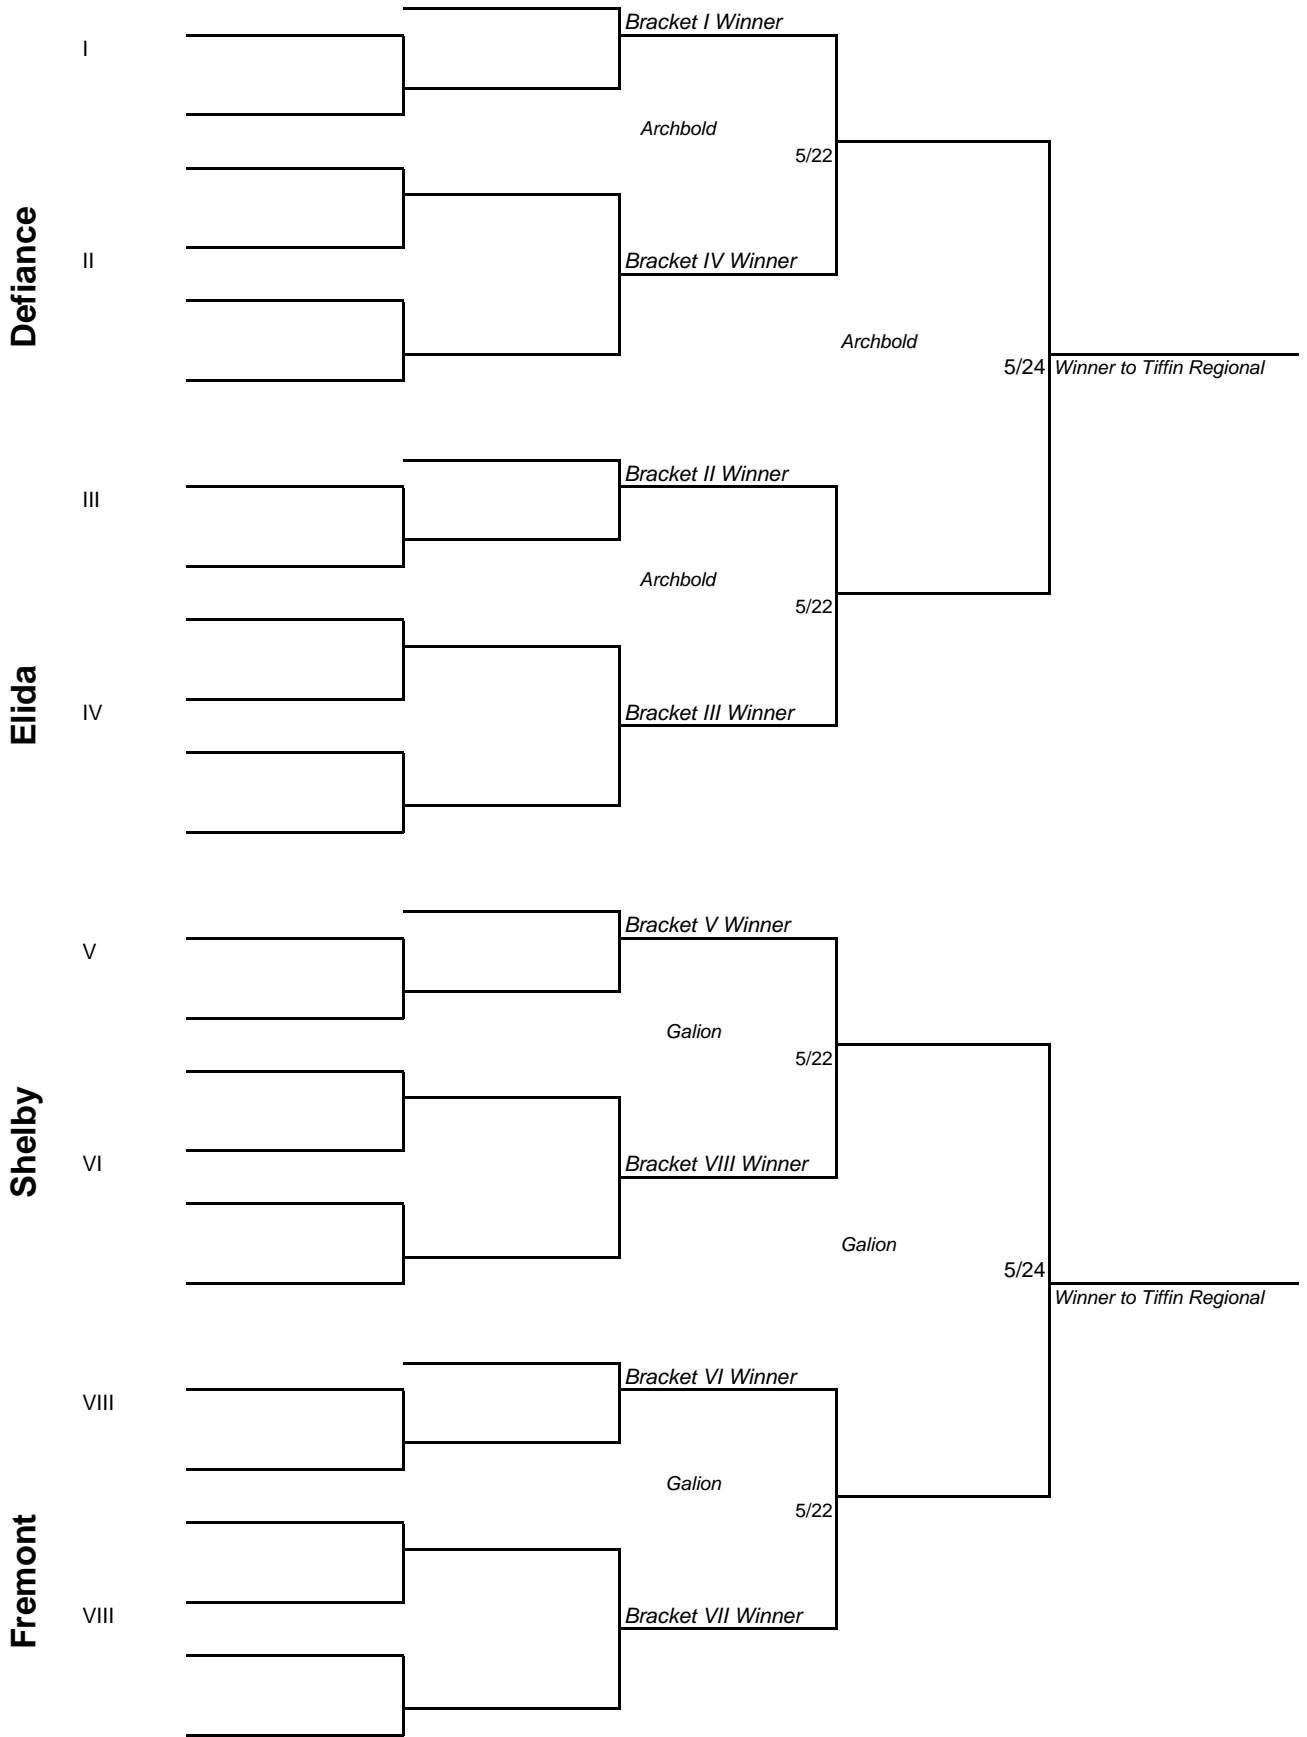 Defiance
I
Bracket I Winner
Archbold
5/22
II
Bracket IV Winner
Archbold
5/24
Winner to Tiffin Regional
Elida
III
Bracket II Winner
Archbold
5/22
IV
Bracket III Winner
Shelby
V
Bracket V Winner
Galion
5/22
VI
Bracket VIII Winner
Galion
5/24
Winner to Tiffin Regional
Fremont
VIII
Bracket VI Winner
Galion
5/22
VIII
Bracket VII Winner